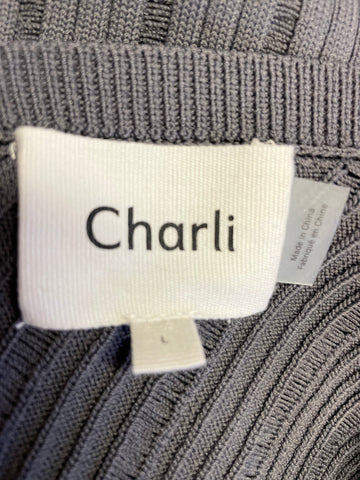 Charli
Made in China
Fabriqué en Chine
L